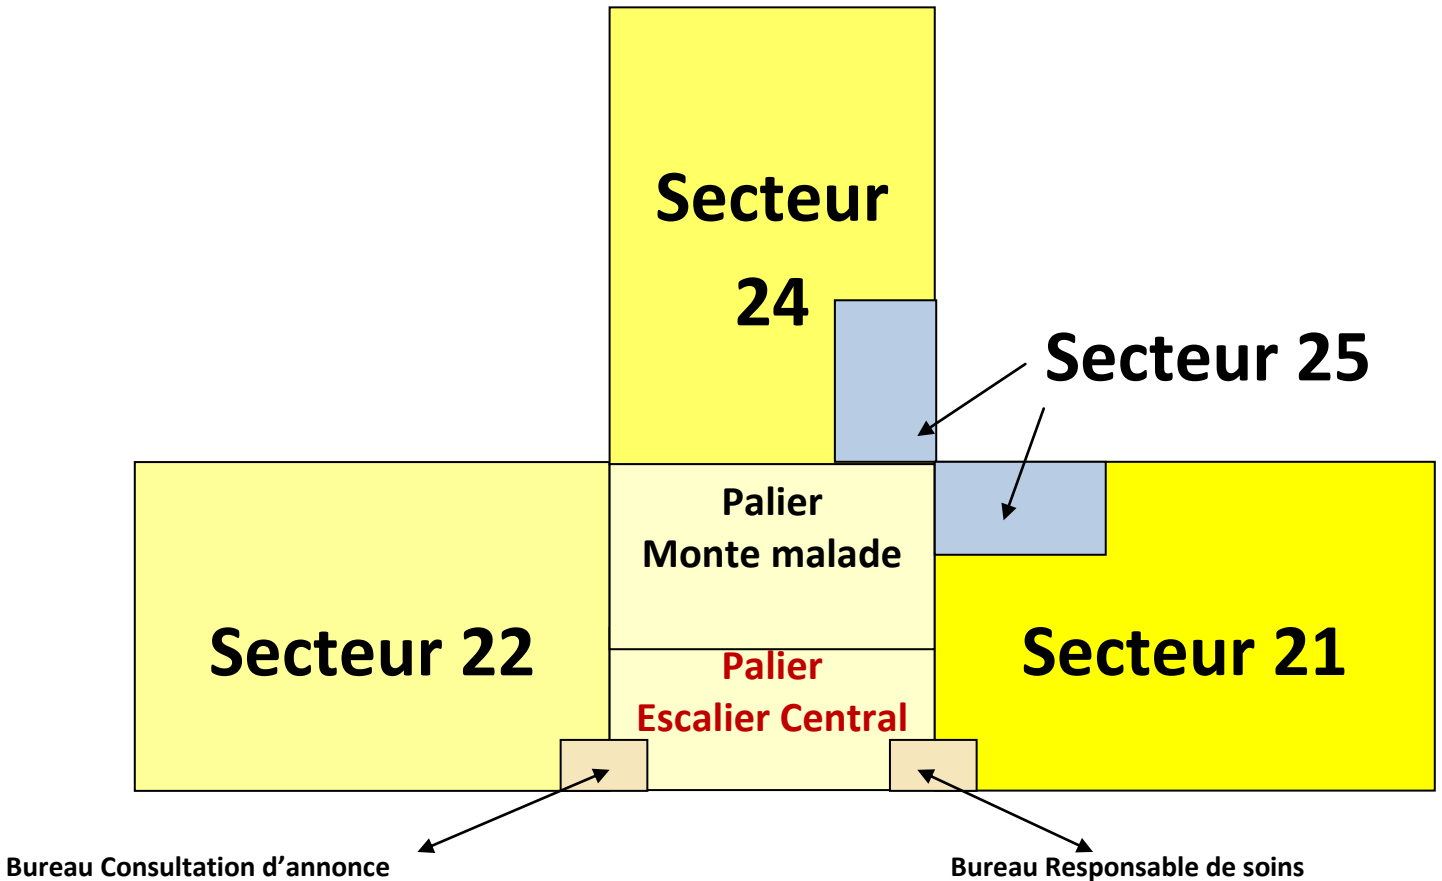 Secteur
24
Secteur 25
Palier
Monte malade
Secteur 22
Secteur 21
Palier
Escalier Central
Bureau Consultation d’annonce
Bureau Responsable de soins